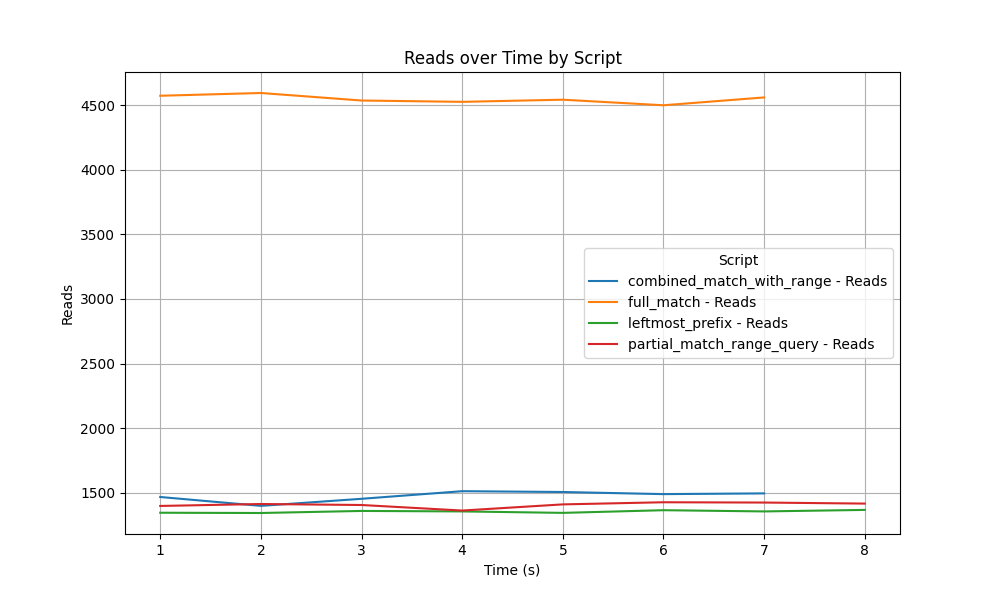 Reads over Time by Script
Reads
4500
4000
3500
3000
2500
2000
1500
Script
combined_match_with_range - Reads
full_match - Reads
leftmost_prefix - Reads
partial_match_range_query - Reads
1 2 3 4 5 6 7 8
Time (s)